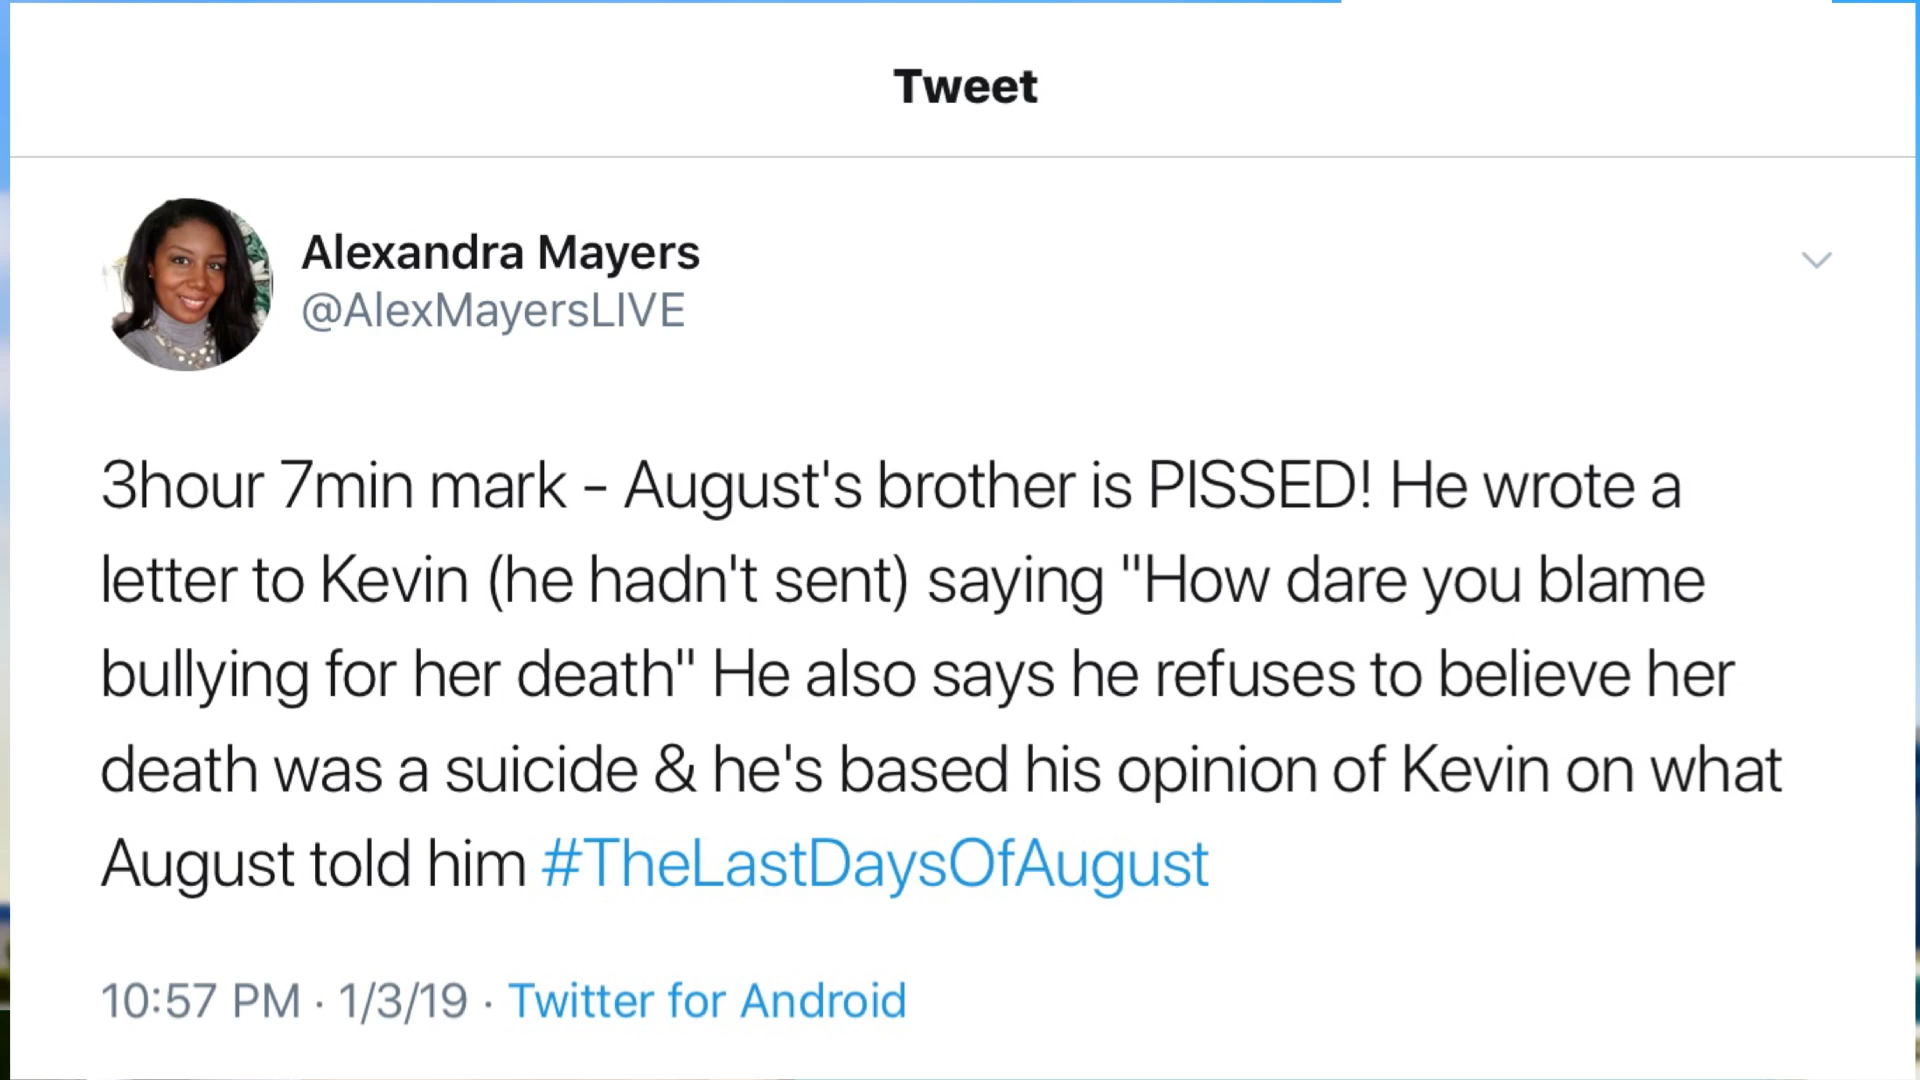 Tweet
Alexandra Mayers
@AlexMayersLIVE
3hour 7min mark - August's brother is PISSED! He wrote a
letter to Kevin (he hadn't sent) saying "How dare you blame
bullying for her death" He also says he refuses to believe her
death was a suicide & he's based his opinion of Kevin on what
August told him #TheLastDaysOfAugust
10:57 PM · 1/3/19 · Twitter for Android